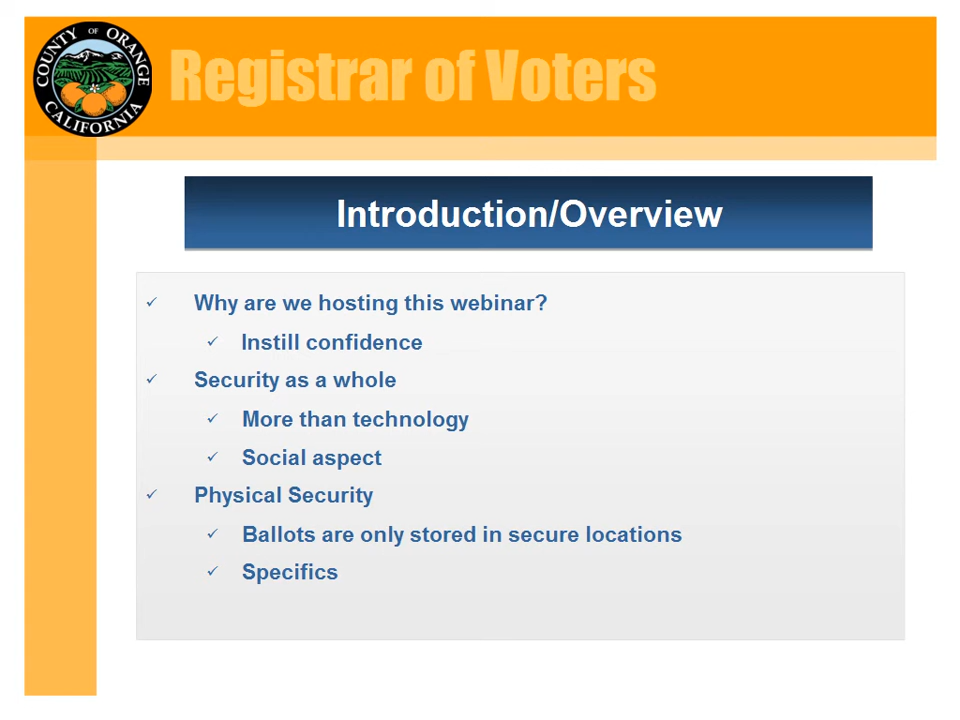 COUNTY OF ORANGE
CALIFORNIA
Registrar of Voters
Introduction/Overview
Why are we hosting this webinar?
Instill confidence
Security as a whole
More than technology
Social aspect
Physical Security
Ballots are only stored in secure locations
Specifics